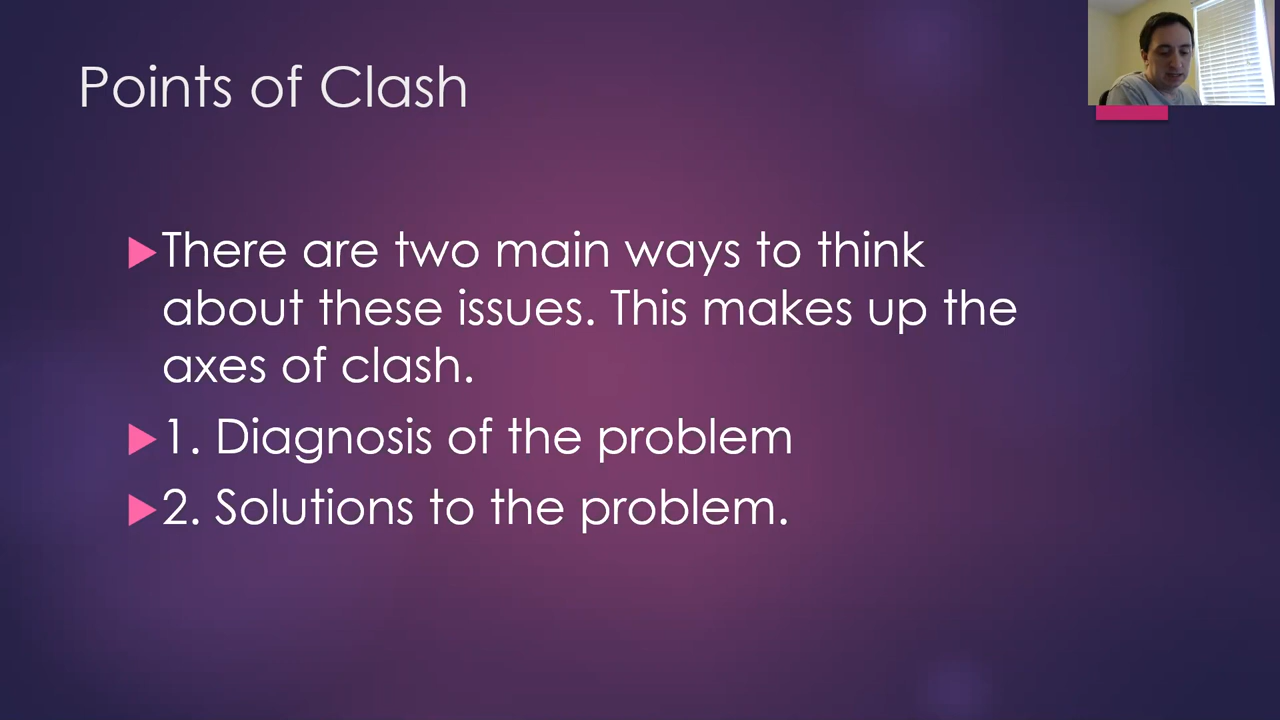 Points of Clash
There are two main ways to think
about these issues. This makes up the
axes of clash.
1. Diagnosis of the problem
2. Solutions to the problem.